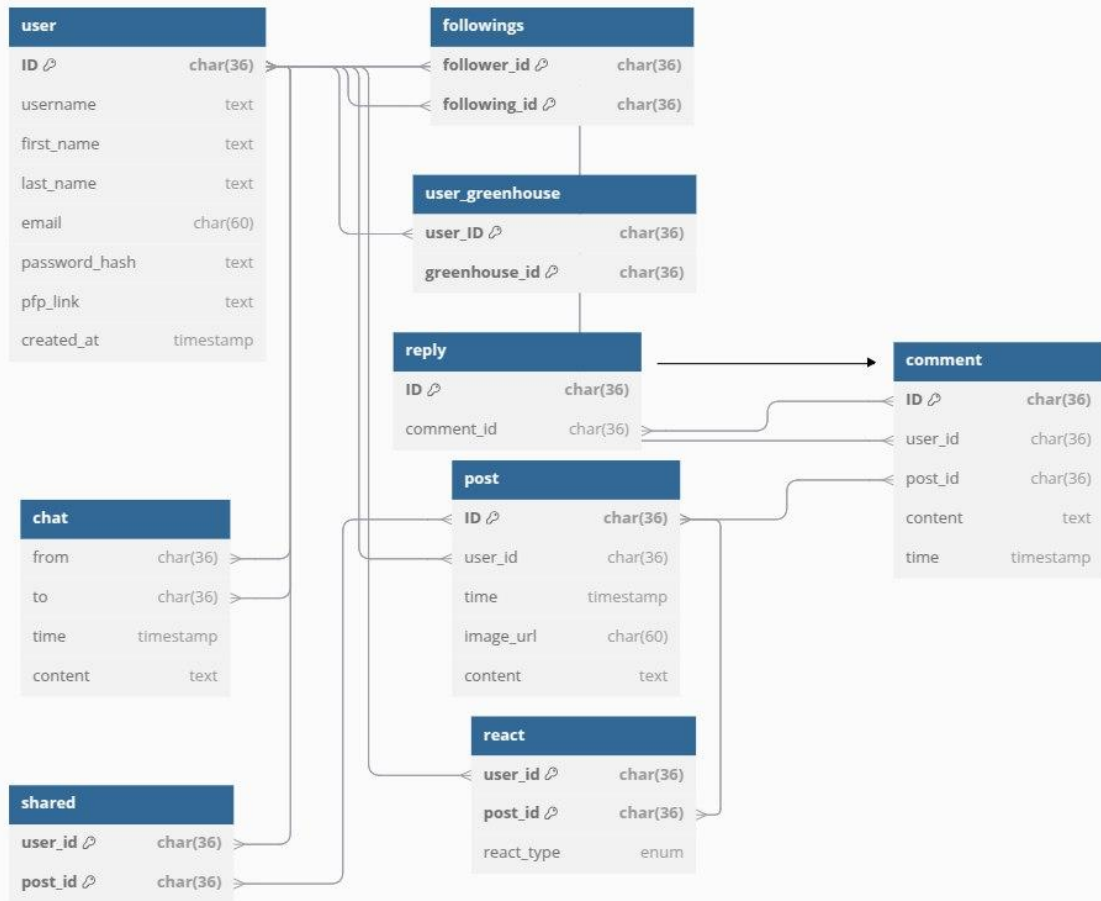 user
ID char(36)
username text
first_name text
last_name text
email char(60)
password_hash text
pfp_link text
created_at timestamp
followings
follower_id char(36)
following_id char(36)
user_greenhouse
user_ID char(36)
greenhouse_id char(36)
reply
ID char(36)
comment_id char(36)
comment
ID char(36)
user_id char(36)
post_id char(36)
content text
time timestamp
chat
from char(36)
to char(36)
time timestamp
content text
post
ID char(36)
user_id char(36)
time timestamp
image_url char(60)
content text
react
user_id char(36)
post_id char(36)
react_type enum
shared
user_id char(36)
post_id char(36)